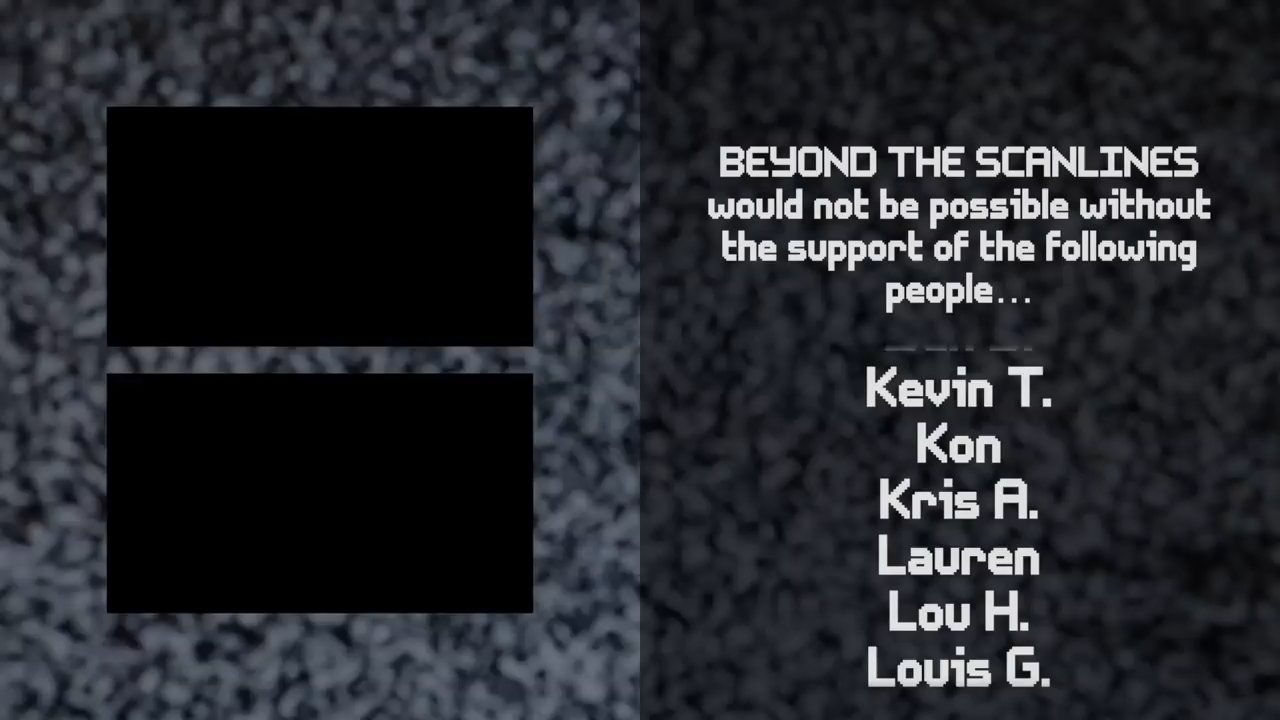 BEYOND THE SCANLINES
would not be possible without
the support of the following
people...
Kevin T.
Kon
Kris A.
Lauren
Lou H.
Louis G.